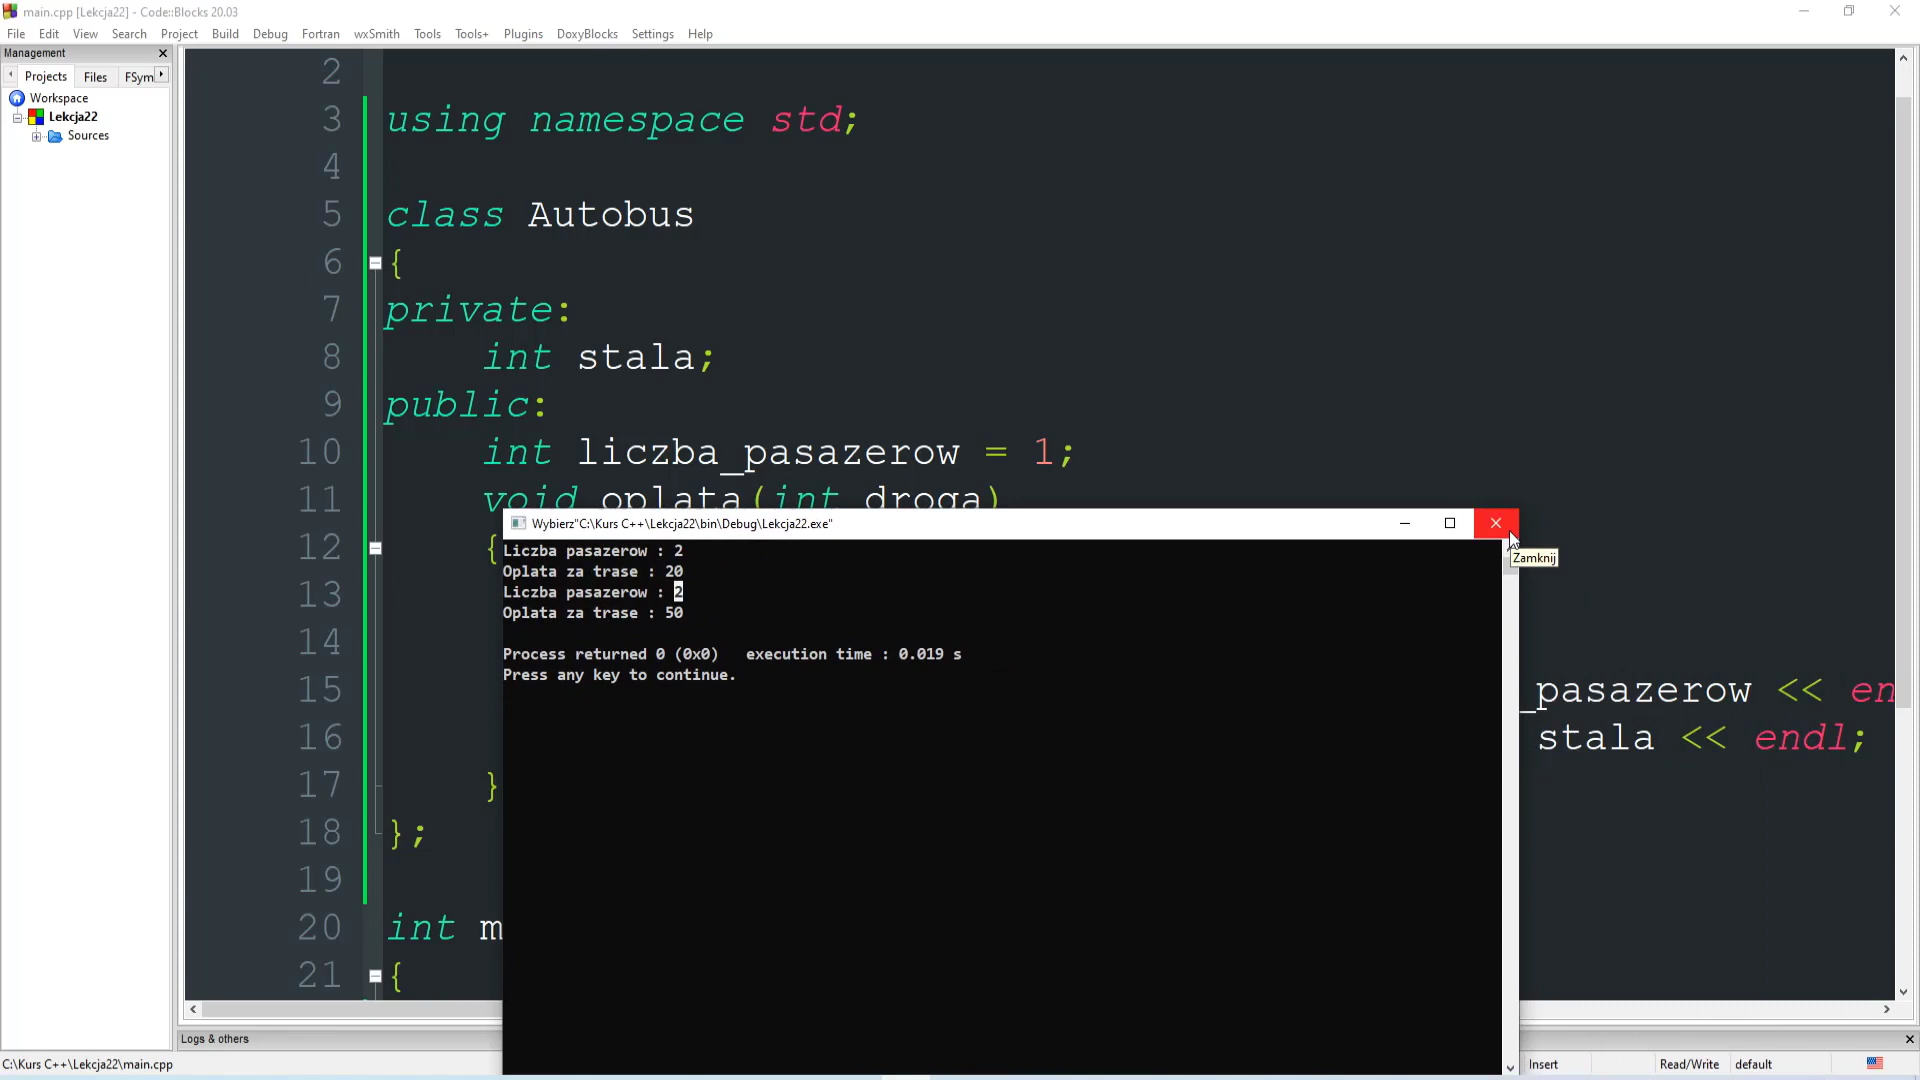 main.cpp [Lekcja22] - Code::Blocks 20.03
File Edit View Search Project Build Debug Fortran wxSmith Tools Tools+ Plugins DoxyBlocks Settings Help
Management
Projects Files FSym
Workspace
Lekcja22
Sources
2
3 using namespace std;
4
5 class Autobus
6 {
7 private:
8 int stala;
9 public:
10 int liczba_pasazerow = 1;
11 void oplata(int droga)
12 {
13
14
15 _pasazerow << en
16 stala << endl;
17 }
18 };
19
20 int m
21 {
Wybierz"C:\Kurs C++\Lekcja22\bin\Debug\Lekcja22.exe"
Zamknij
Liczba pasazerow : 2
Oplata za trase : 20
Liczba pasazerow : 2
Oplata za trase : 50
Process returned 0 (0x0) execution time : 0.019 s
Press any key to continue.
Logs & others
C:\Kurs C++\Lekcja22\main.cpp Insert Read/Write default